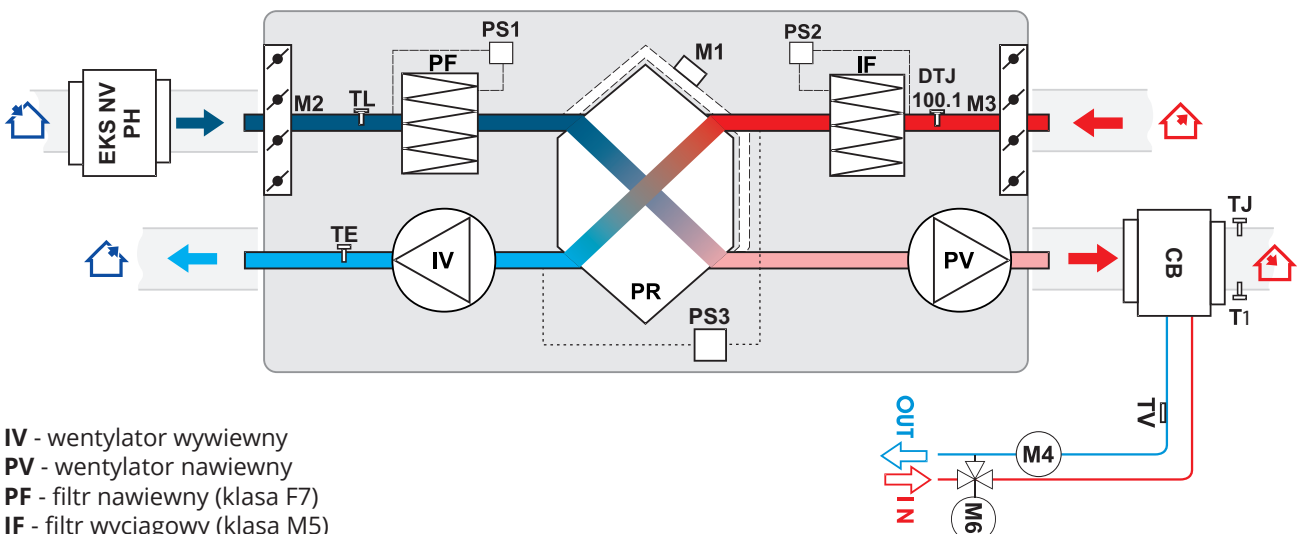 PS1
PS2
PF
M1
IF
DTJ
100.1
M2
TL
M3
EKS NV
PH
TE
IV
PR
PS3
PV
TJ
CB
T1
TV
OUT
IN
M4
M6
IV - wentylator wywiewny
PV - wentylator nawiewny
PF - filtr nawiewny (klasa F7)
IF - filtr wyciągowy (klasa M5)